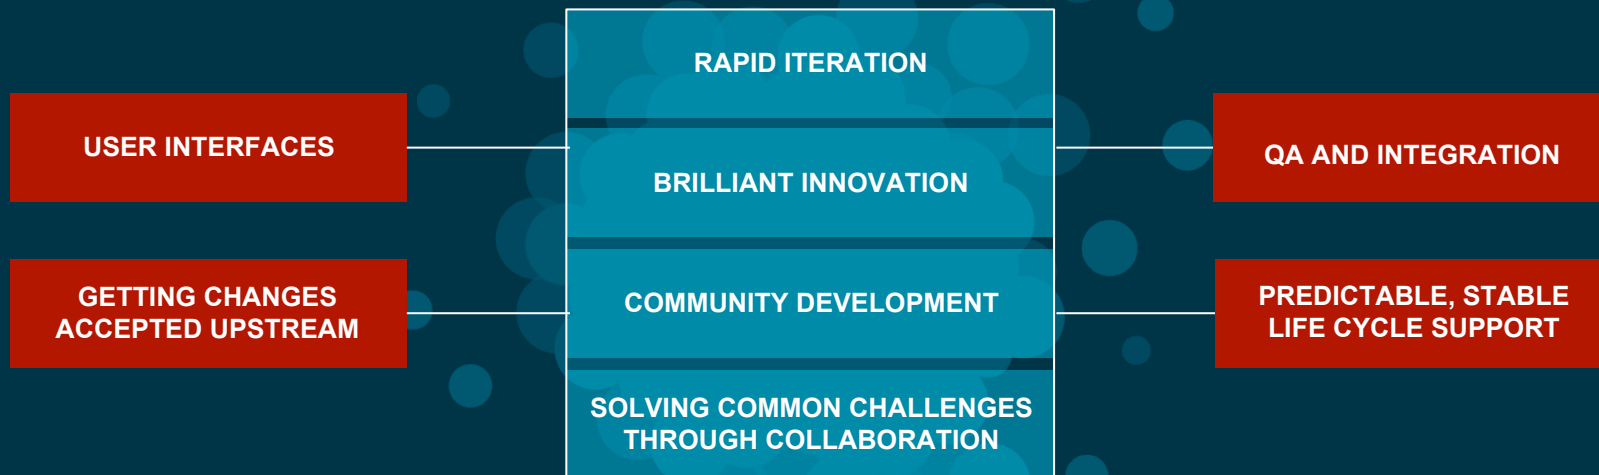 RAPID ITERATION
USER INTERFACES
QA AND INTEGRATION
BRILLIANT INNOVATION
GETTING CHANGES
ACCEPTED UPSTREAM
COMMUNITY DEVELOPMENT
PREDICTABLE, STABLE
LIFE CYCLE SUPPORT
SOLVING COMMON CHALLENGES
THROUGH COLLABORATION